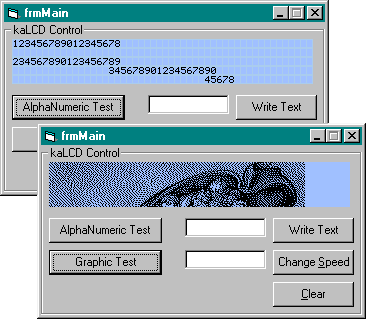 frmMain
kaLCD Control
123456789012345678
234567890123456789
345678901234567890
45678
AlphaNumeric Test
Write Text
frmMain
kaLCD Control
AlphaNumeric Test
Write Text
Graphic Test
Change Speed
Clear